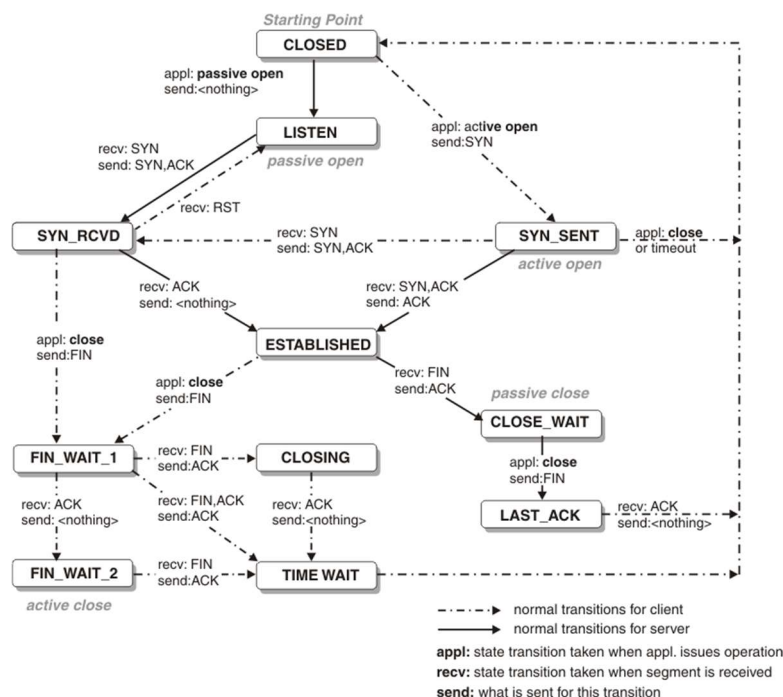 Starting Point
CLOSED
appl: passive open
send:<nothing>
LISTEN
passive open
appl: active open
send:SYN
recv: SYN
send: SYN,ACK
recv: RST
SYN_RCVD
recv: SYN
send: SYN,ACK
SYN_SENT
active open
appl: close
or timeout
recv: ACK
send: <nothing>
recv: SYN,ACK
send: ACK
appl: close
send:FIN
ESTABLISHED
appl: close
send:FIN
recv: FIN
send:ACK
passive close
CLOSE_WAIT
FIN_WAIT_1
recv: FIN
send:ACK
CLOSING
appl: close
send:FIN
recv: ACK
send: <nothing>
recv: FIN,ACK
send:ACK
recv: ACK
send:<nothing>
LAST_ACK
recv: ACK
send:<nothing>
FIN_WAIT_2
active close
recv: FIN
send:ACK
TIME WAIT
normal transitions for client
normal transitions for server
appl: state transition taken when appl. issues operation
recv: state transition taken when segment is received
send: what is sent for this transition